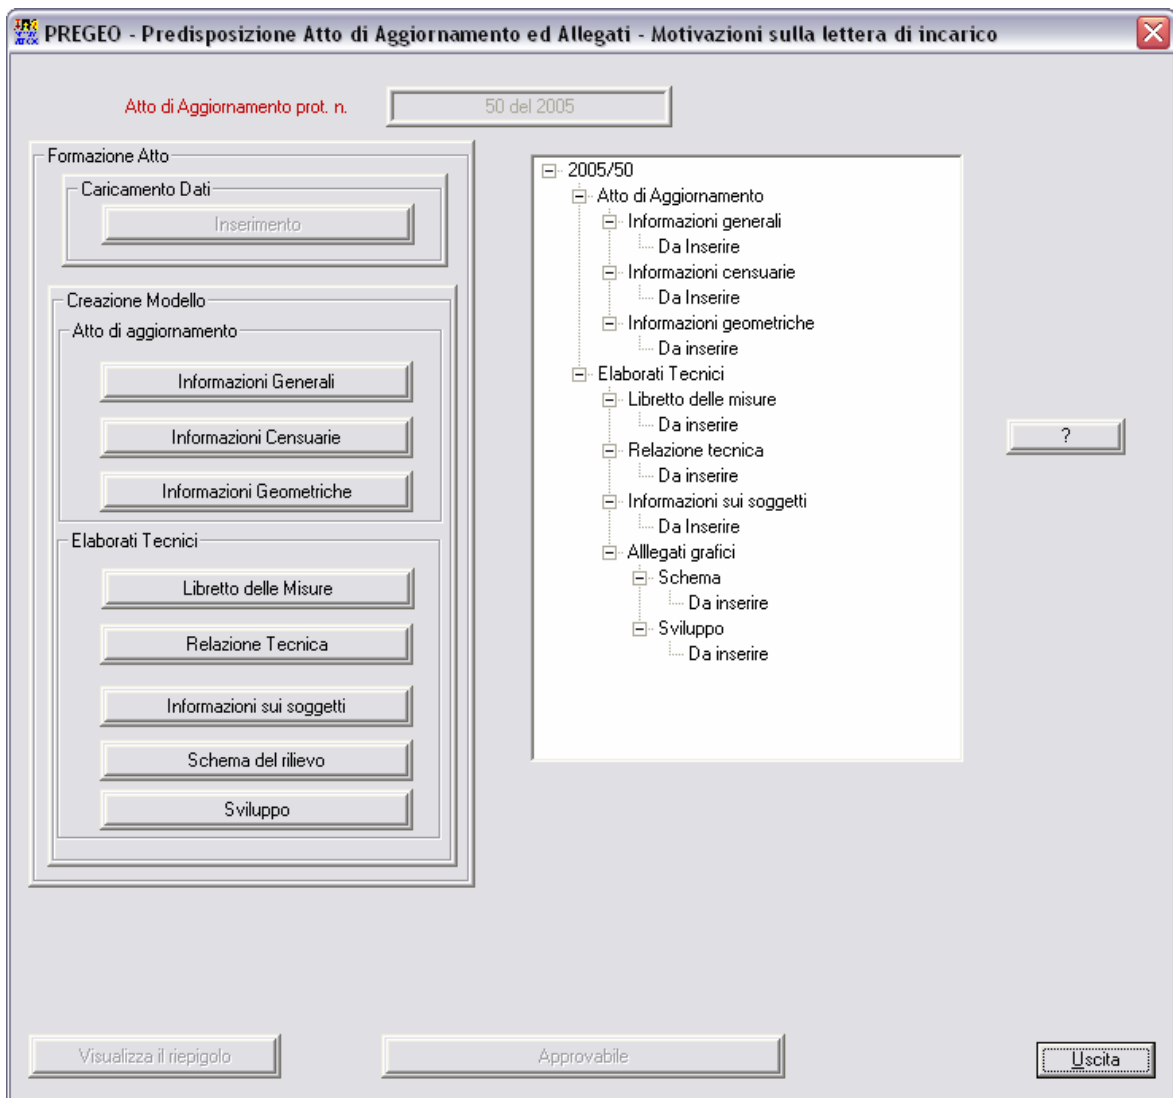 PREGEO - Predisposizione Atto di Aggiornamento ed Allegati - Motivazioni sulla lettera di incarico
Atto di Aggiornamento prot. n.
50 del 2005
Formazione Atto
Caricamento Dati
Inserimento
Creazione Modello
Atto di aggiornamento
Informazioni Generali
Informazioni Censuarie
Informazioni Geometriche
Elaborati Tecnici
Libretto delle Misure
Relazione Tecnica
Informazioni sui soggetti
Schema del rilievo
Sviluppo
2005/50
Atto di Aggiornamento
Informazioni generali
Da Inserire
Informazioni censuarie
Da Inserire
Informazioni geometriche
Da inserire
Elaborati Tecnici
Libretto delle misure
Da inserire
Relazione tecnica
Da inserire
Informazioni sui soggetti
Da Inserire
Alllegati grafici
Schema
Da inserire
Sviluppo
Da inserire
?
Visualizza il riepigolo
Approvabile
Uscita